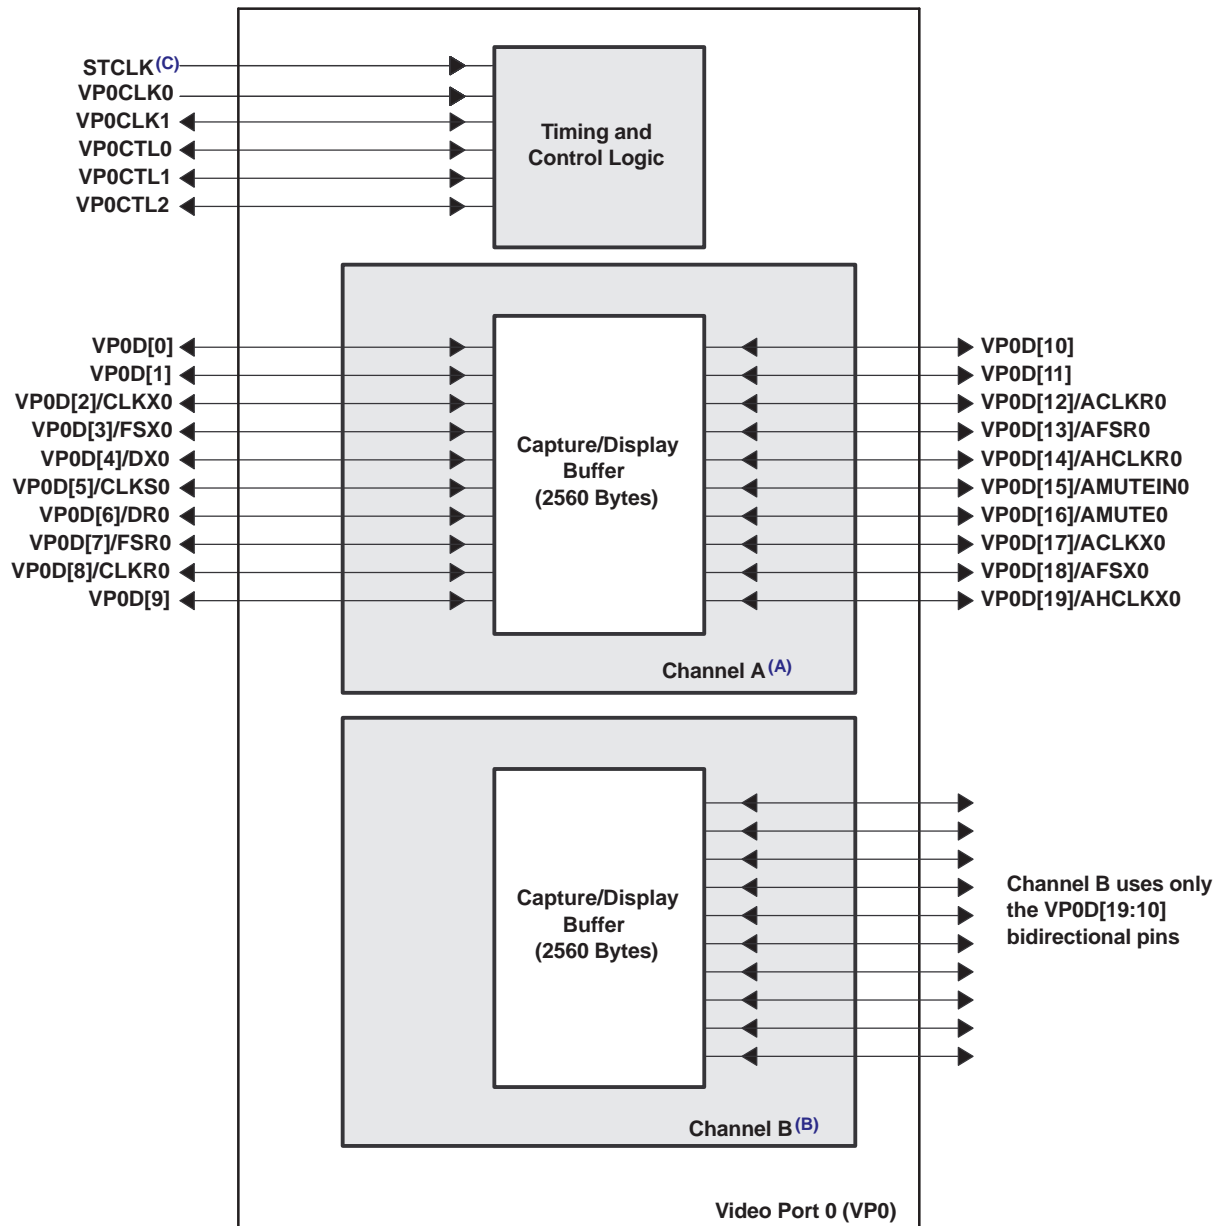 STCLK(C)
VP0CLK0
VP0CLK1
VP0CTL0
VP0CTL1
VP0CTL2
Timing and
Control Logic
VP0D[0]
VP0D[1]
VP0D[2]/CLKX0
VP0D[3]/FSX0
VP0D[4]/DX0
VP0D[5]/CLKS0
VP0D[6]/DR0
VP0D[7]/FSR0
VP0D[8]/CLKR0
VP0D[9]
Capture/Display
Buffer
(2560 Bytes)
VP0D[10]
VP0D[11]
VP0D[12]/ACLKR0
VP0D[13]/AFSR0
VP0D[14]/AHCLKR0
VP0D[15]/AMUTEIN0
VP0D[16]/AMUTE0
VP0D[17]/ACLKX0
VP0D[18]/AFSX0
VP0D[19]/AHCLKX0
Channel A(A)
Capture/Display
Buffer
(2560 Bytes)
Channel B uses only
the VP0D[19:10]
bidirectional pins
Channel B(B)
Video Port 0 (VP0)